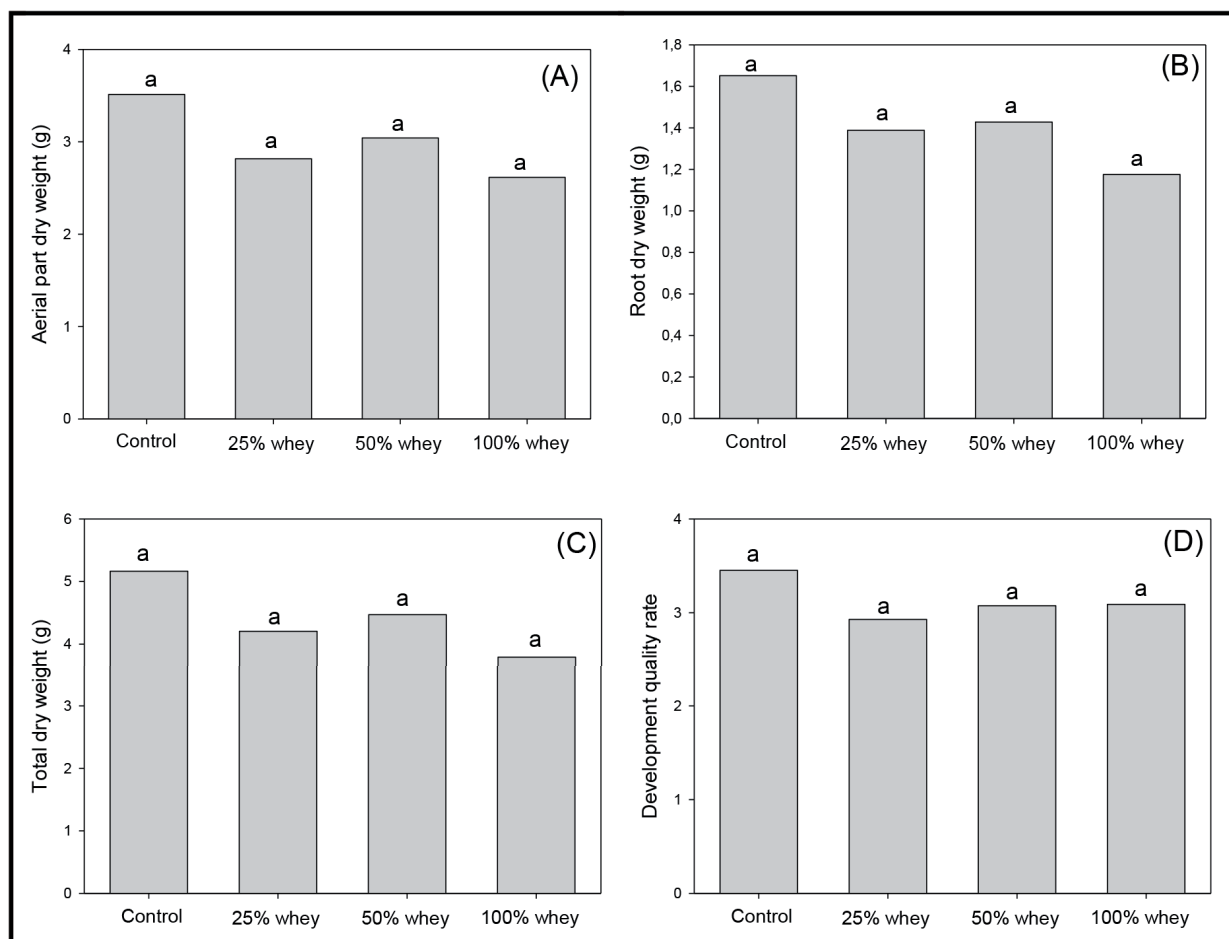 (A)
Aerial part dry weight (g)
4
3
2
1
0
a
a
a
a
Control
25% whey
50% whey
100% whey
(B)
Root dry weight (g)
1,8
1,6
1,4
1,2
1,0
0,8
0,6
0,4
0,2
0,0
a
a
a
a
Control
25% whey
50% whey
100% whey
(C)
Total dry weight (g)
6
5
4
3
2
1
0
a
a
a
a
Control
25% whey
50% whey
100% whey
(D)
Development quality rate
4
3
2
1
0
a
a
a
a
Control
25% whey
50% whey
100% whey